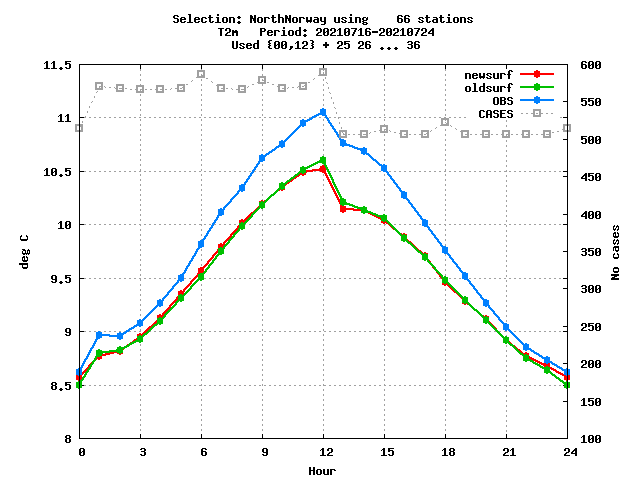 Selection: NorthNorway using    66 stations
T2m   Period: 20210716-20210724
Used {00,12} + 25 26 ... 36
11.5
11
10.5
10
9.5
9
8.5
8
deg C
600
550
500
450
400
350
300
250
200
150
100
No cases
newsurf
oldsurf
OBS
CASES
0 3 6 9 12 15 18 21 24
Hour